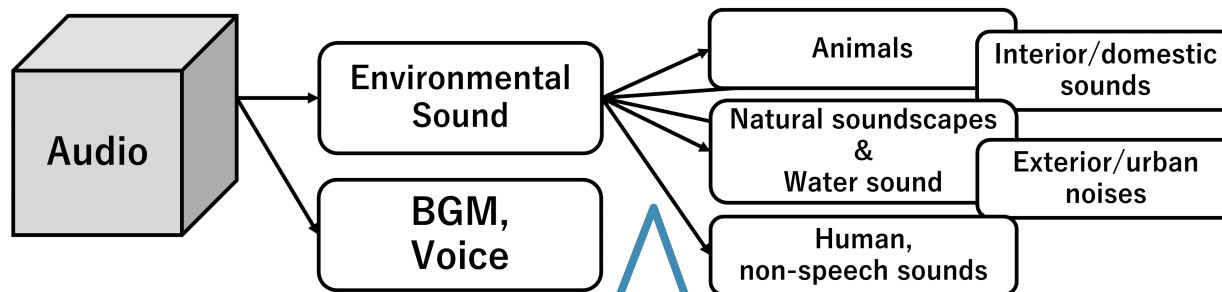 Audio
Environmental
Sound
BGM,
Voice
Animals
Interior/domestic
sounds
Natural soundscapes
&
Water sound
Exterior/urban
noises
Human,
non-speech sounds